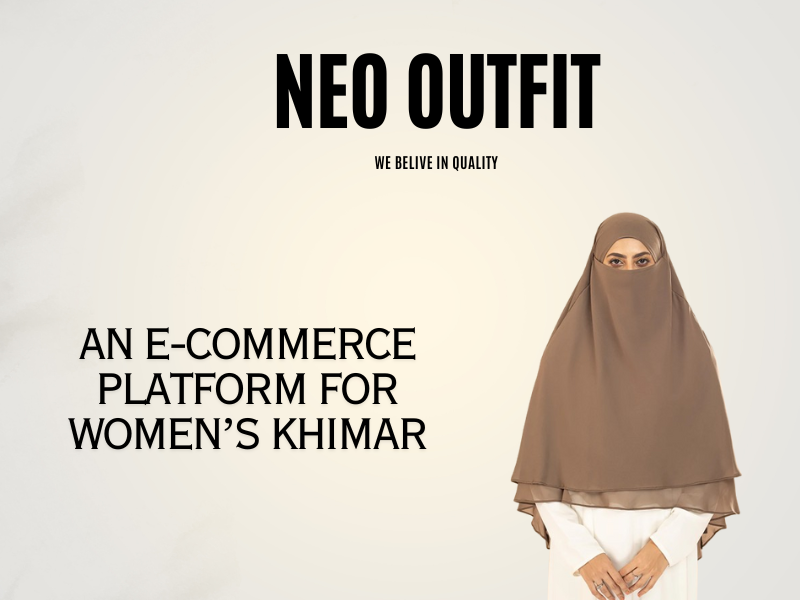 NEO OUTFIT
WE BELIVE IN QUALITY
AN E-COMMERCE
PLATFORM FOR
WOMEN'S KHIMAR